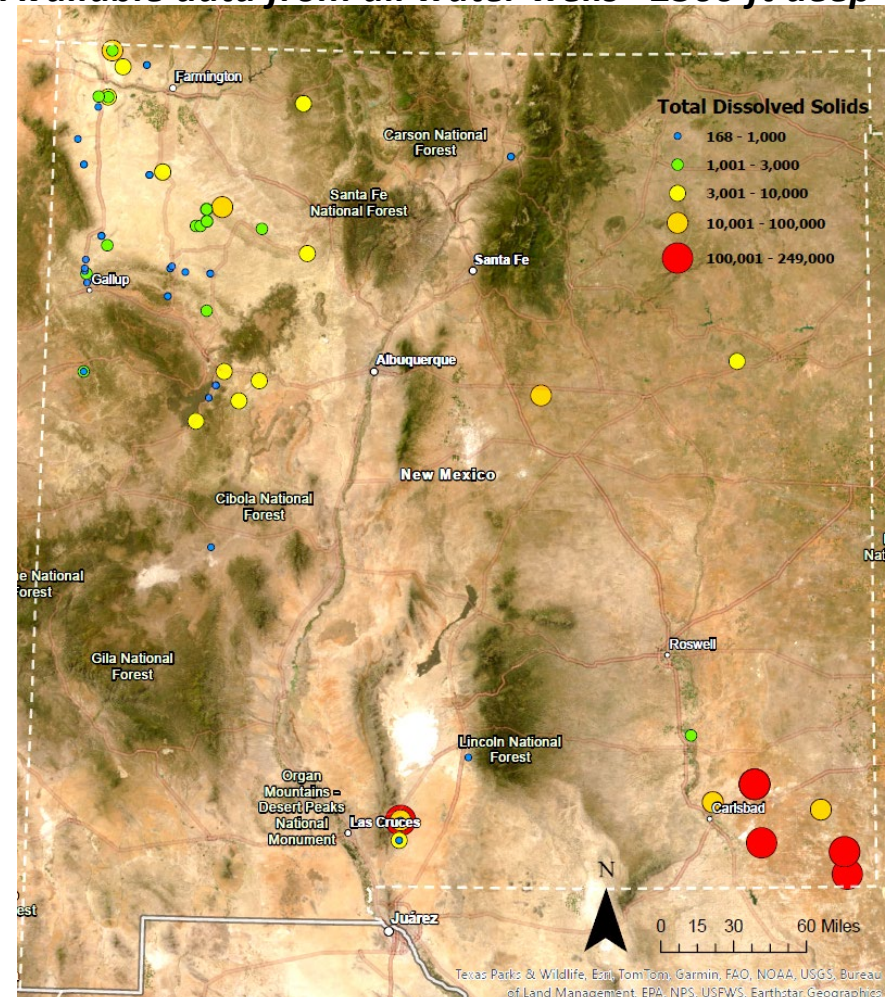 Available data from all water wells
Farmington
Carson National
Forest
Total Dissolved Solids
168 - 1,000
1,001 - 3,000
3,001 - 10,000
10,001 - 100,000
100,001 - 249,000
Santa Fe
National Forest
Santa Fe
Gallup
Albuquerque
New Mexico
Cibola National
Forest
National
Forest
Roswell
Gila National
Forest
Lincoln National
Forest
Organ
Mountains -
Desert Peaks
National
Monument
Las Cruces
Carlsbad
N
Juárez
0 15 30 60 Miles
Texas Parks & Wildlife, Esri, TomTom, Garmin, FAO, NOAA, USGS, Bureau
of Land Management, EPA, NPS, USFWS, Earthstar Geographics